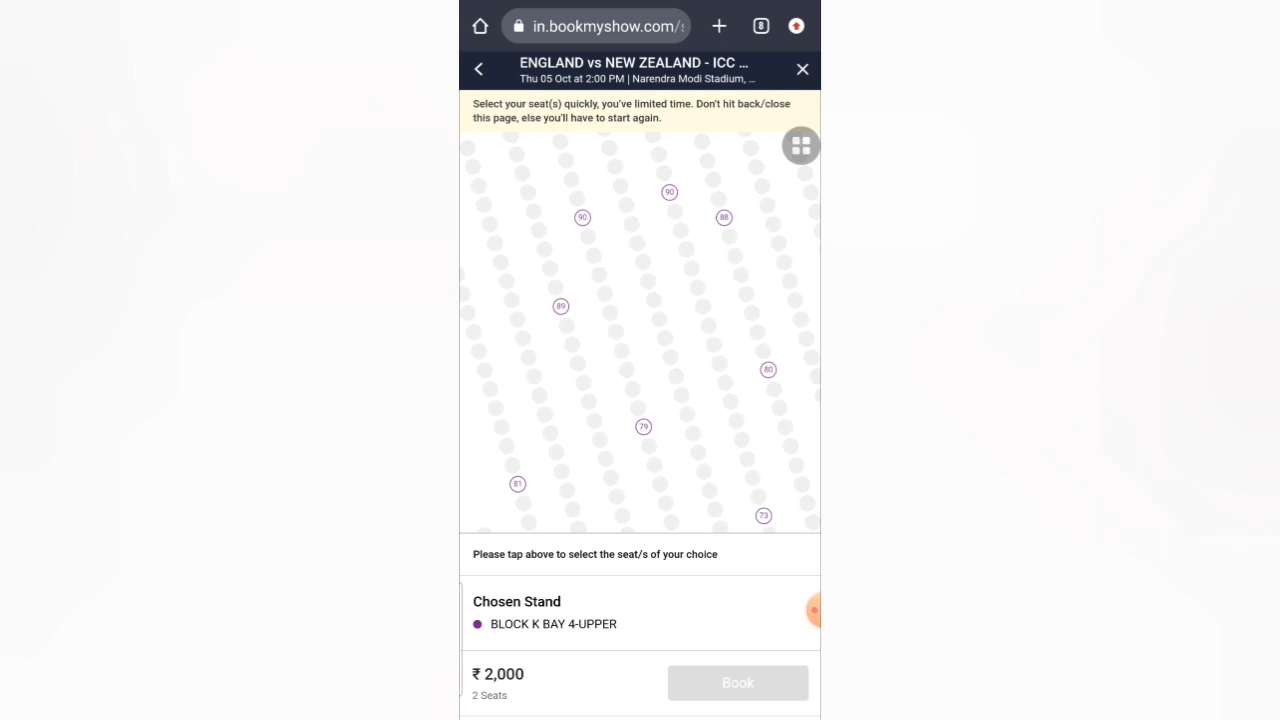 in.bookmyshow.com/s
8
ENGLAND vs NEW ZEALAND - ICC ...
Thu 05 Oct at 2:00 PM | Narendra Modi Stadium, ...
Select your seat(s) quickly, you've limited time. Don't hit back/close
this page, else you'll have to start again.
90
90
88
89
80
79
81
73
Please tap above to select the seat/s of your choice
Chosen Stand
BLOCK K BAY 4-UPPER
₹ 2,000
2 Seats
Book